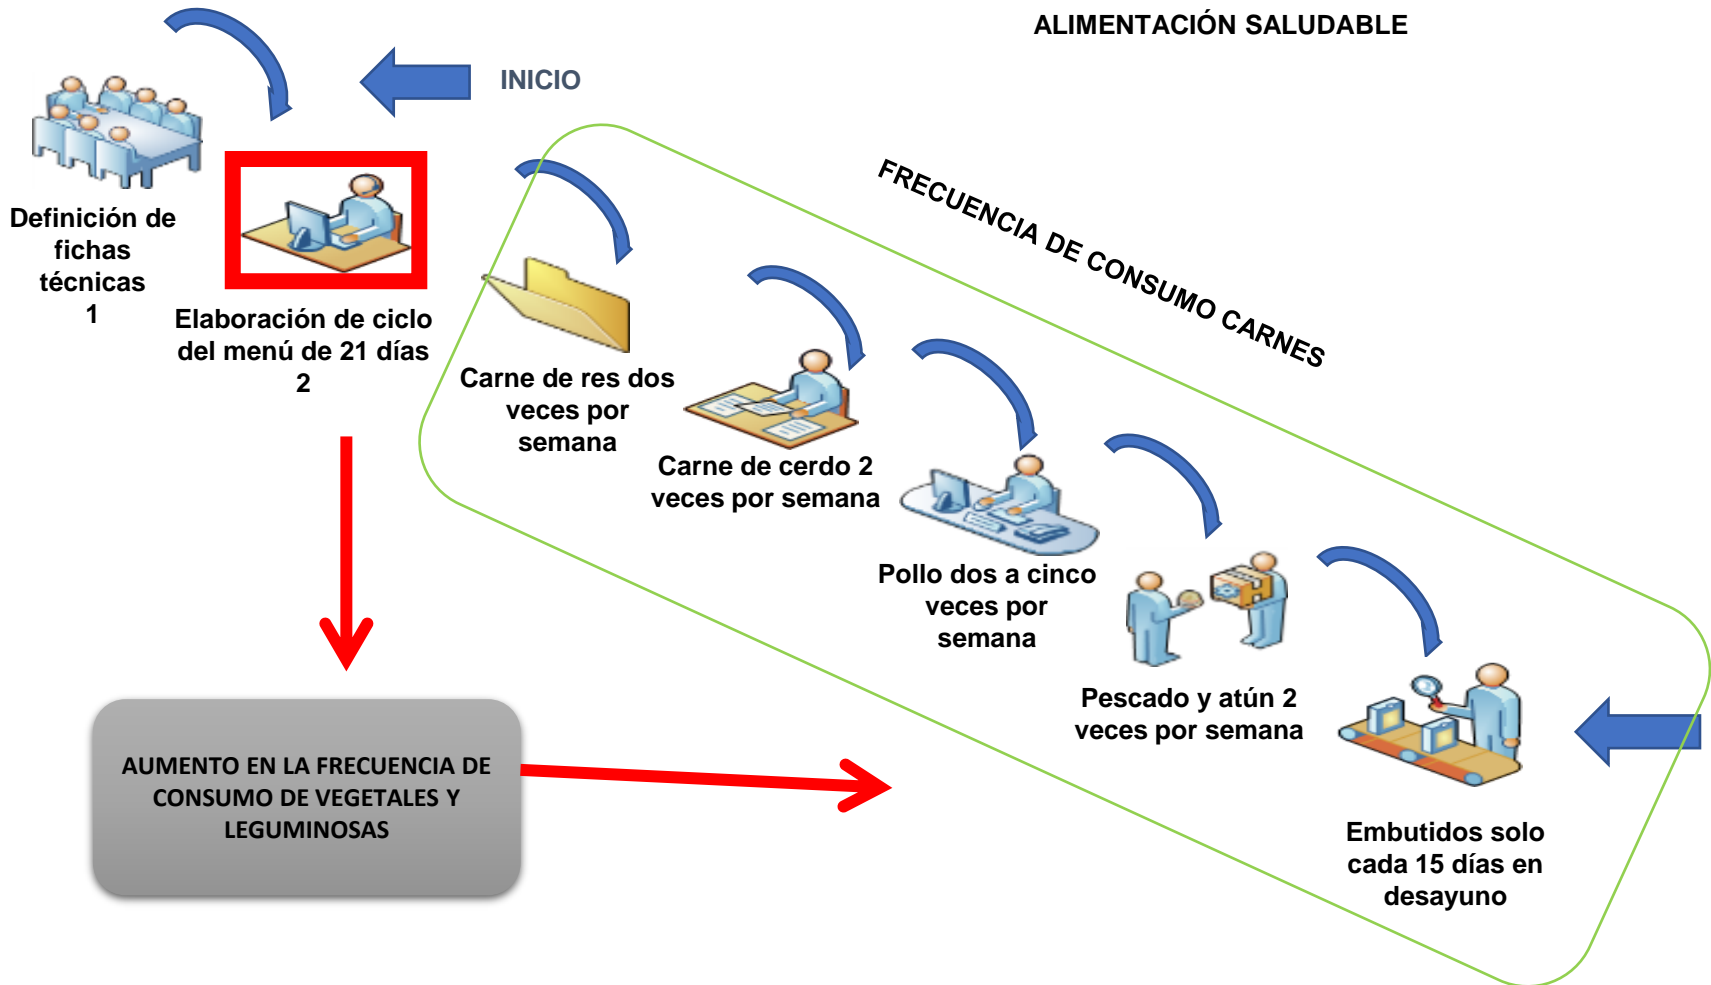 ALIMENTACIÓN SALUDABLE
INICIO
Definición de
fichas
técnicas
1
Elaboración de ciclo
del menú de 21 días
2
FRECUENCIA DE CONSUMO CARNES
Carne de res dos
veces por
semana
Carne de cerdo 2
veces por semana
Pollo dos a cinco
veces por
semana
Pescado y atún 2
veces por semana
Embutidos solo
cada 15 días en
desayuno
AUMENTO EN LA FRECUENCIA DE
CONSUMO DE VEGETALES Y
LEGUMINOSAS